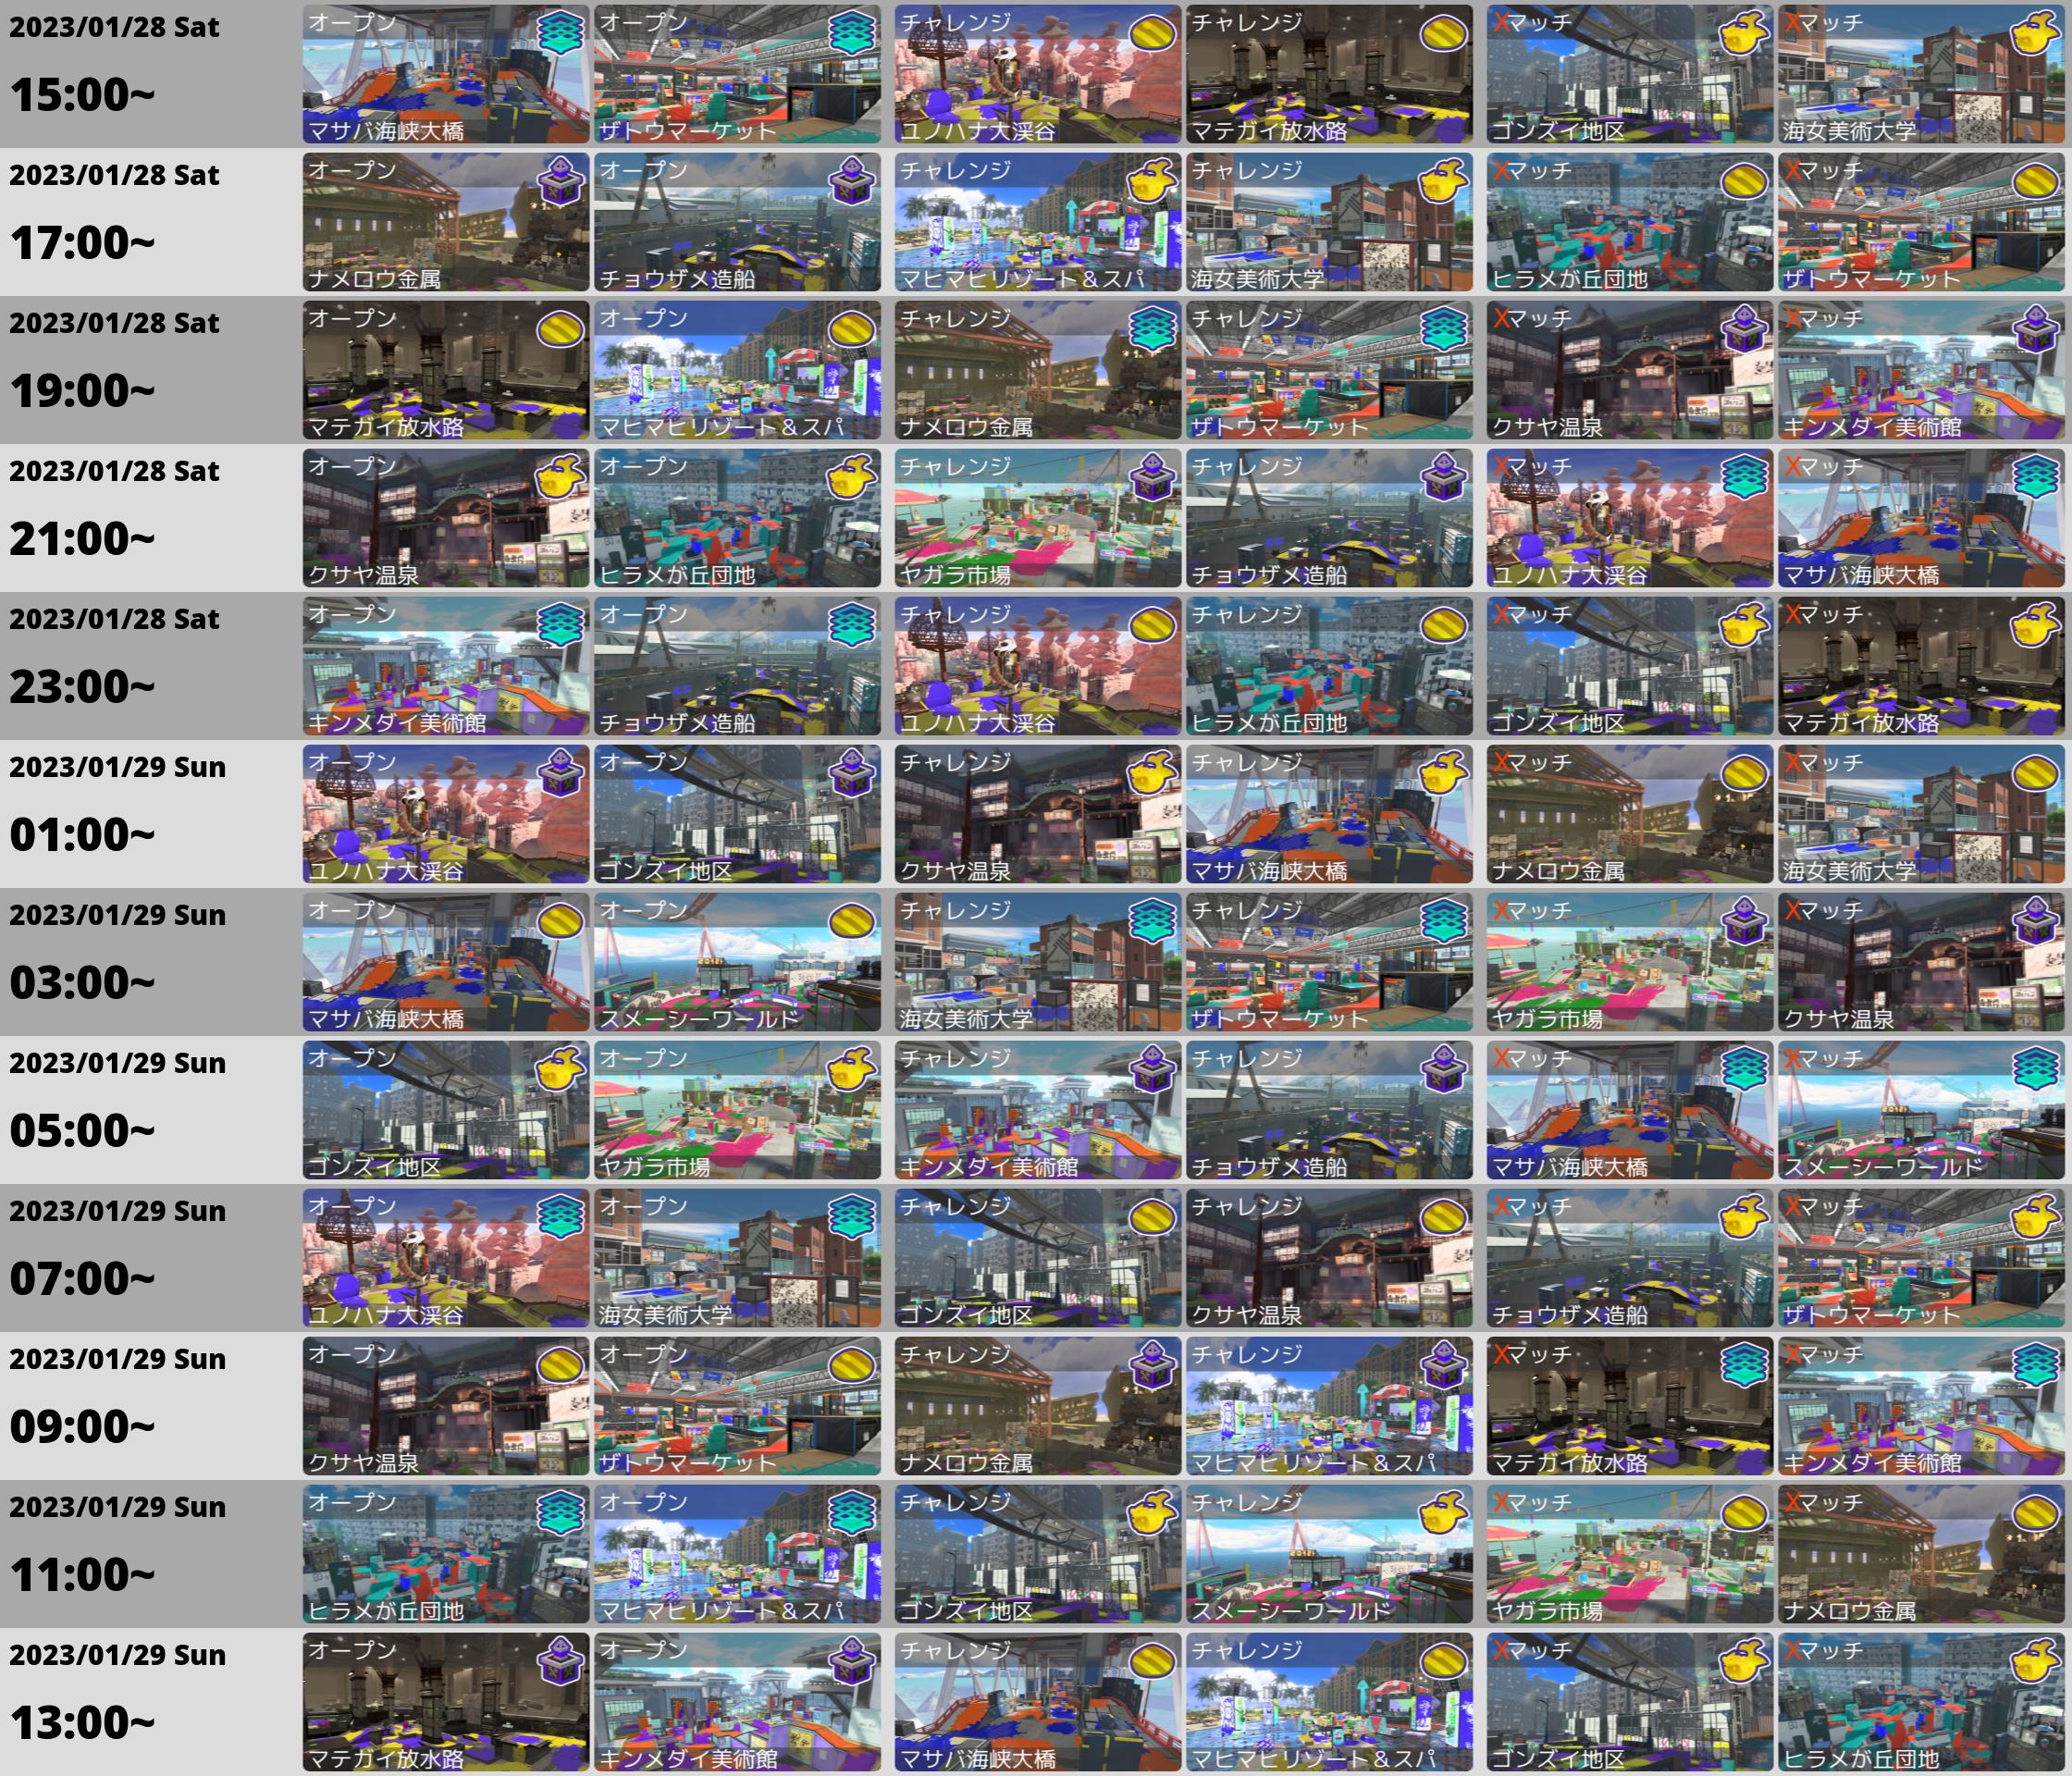 2023/01/28 Sat
15:00~
オープン
マサバ海峡大橋
オープン
ザトウマーケット
チャレンジ
ユノハナ大渓谷
チャレンジ
マテガイ放水路
Xマッチ
ゴンズイ地区
Xマッチ
海女美術大学
2023/01/28 Sat
17:00~
オープン
ナメロウ金属
オープン
チョウザメ造船
チャレンジ
マヒマヒリゾート&スパ
チャレンジ
海女美術大学
Xマッチ
ヒラメが丘団地
Xマッチ
ザトウマーケット
2023/01/28 Sat
19:00~
オープン
マテガイ放水路
オープン
マヒマヒリゾート&スパ
チャレンジ
ナメロウ金属
チャレンジ
ザトウマーケット
Xマッチ
クサヤ温泉
Xマッチ
キンメダイ美術館
2023/01/28 Sat
21:00~
オープン
クサヤ温泉
オープン
ヒラメが丘団地
チャレンジ
ヤガラ市場
チャレンジ
チョウザメ造船
Xマッチ
ユノハナ大渓谷
Xマッチ
マサバ海峡大橋
2023/01/28 Sat
23:00~
オープン
キンメダイ美術館
オープン
チョウザメ造船
チャレンジ
ユノハナ大渓谷
チャレンジ
ヒラメが丘団地
Xマッチ
ゴンズイ地区
Xマッチ
マテガイ放水路
2023/01/29 Sun
01:00~
オープン
ユノハナ大渓谷
オープン
ゴンズイ地区
チャレンジ
クサヤ温泉
チャレンジ
マサバ海峡大橋
Xマッチ
ナメロウ金属
Xマッチ
海女美術大学
2023/01/29 Sun
03:00~
オープン
マサバ海峡大橋
オープン
スメーシーワールド
チャレンジ
海女美術大学
チャレンジ
ザトウマーケット
Xマッチ
ヤガラ市場
Xマッチ
クサヤ温泉
2023/01/29 Sun
05:00~
オープン
ゴンズイ地区
オープン
ヤガラ市場
チャレンジ
キンメダイ美術館
チャレンジ
チョウザメ造船
Xマッチ
マサバ海峡大橋
Xマッチ
スメーシーワールド
2023/01/29 Sun
07:00~
オープン
ユノハナ大渓谷
オープン
海女美術大学
チャレンジ
ゴンズイ地区
チャレンジ
クサヤ温泉
Xマッチ
チョウザメ造船
Xマッチ
ザトウマーケット
2023/01/29 Sun
09:00~
オープン
クサヤ温泉
オープン
ザトウマーケット
チャレンジ
ナメロウ金属
チャレンジ
マヒマヒリゾート&スパ
Xマッチ
マテガイ放水路
Xマッチ
キンメダイ美術館
2023/01/29 Sun
11:00~
オープン
ヒラメが丘団地
オープン
マヒマヒリゾート&スパ
チャレンジ
ゴンズイ地区
チャレンジ
スメーシーワールド
Xマッチ
ヤガラ市場
Xマッチ
ナメロウ金属
2023/01/29 Sun
13:00~
オープン
マテガイ放水路
オープン
キンメダイ美術館
チャレンジ
マサバ海峡大橋
チャレンジ
マヒマヒリゾート&スパ
Xマッチ
ゴンズイ地区
Xマッチ
ヒラメが丘団地